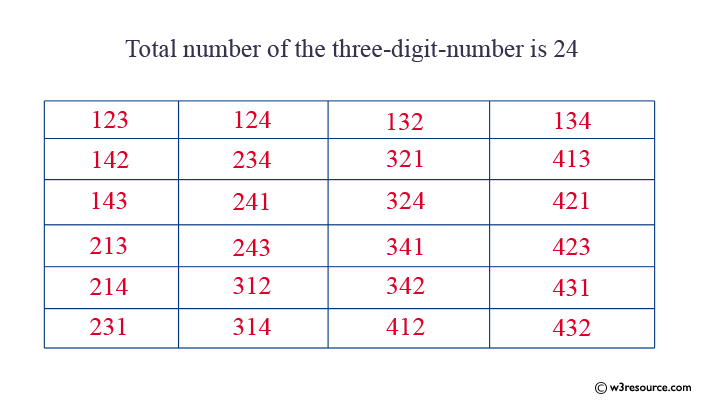 Total number of the three-digit-number is 24
123 124 132 134
142 234 321 413
143 241 324 421
213 243 341 423
214 312 342 431
231 314 412 432
© w3resource.com